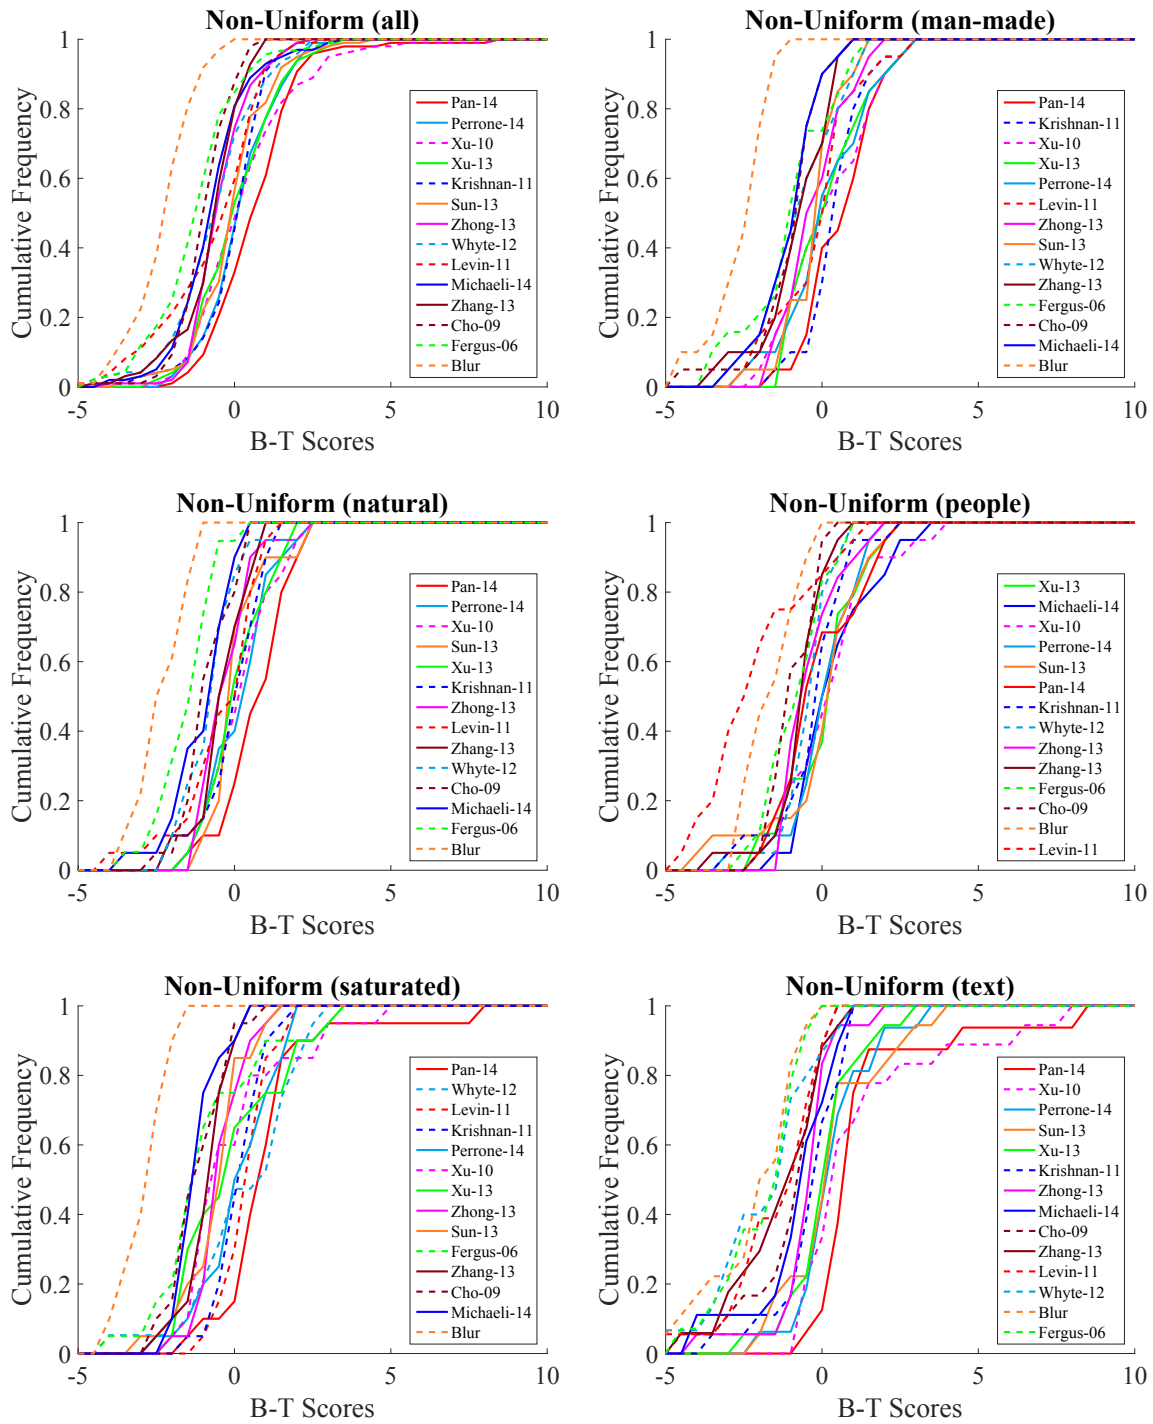 Non-Uniform (all)
Cumulative Frequency
1
0.8
0.6
0.4
0.2
0
-5
0
5
10
B-T Scores
Pan-14
Perrone-14
Xu-10
Xu-13
Krishnan-11
Sun-13
Zhong-13
Whyte-12
Levin-11
Michaeli-14
Zhang-13
Cho-09
Fergus-06
Blur
Non-Uniform (man-made)
Cumulative Frequency
1
0.8
0.6
0.4
0.2
0
-5
0
5
10
B-T Scores
Pan-14
Krishnan-11
Xu-10
Xu-13
Perrone-14
Levin-11
Zhong-13
Sun-13
Whyte-12
Zhang-13
Fergus-06
Cho-09
Michaeli-14
Blur
Non-Uniform (natural)
Cumulative Frequency
1
0.8
0.6
0.4
0.2
0
-5
0
5
10
B-T Scores
Pan-14
Perrone-14
Xu-10
Sun-13
Xu-13
Krishnan-11
Zhong-13
Levin-11
Zhang-13
Whyte-12
Cho-09
Michaeli-14
Fergus-06
Blur
Non-Uniform (people)
Cumulative Frequency
1
0.8
0.6
0.4
0.2
0
-5
0
5
10
B-T Scores
Xu-13
Michaeli-14
Xu-10
Perrone-14
Sun-13
Pan-14
Krishnan-11
Whyte-12
Zhong-13
Zhang-13
Fergus-06
Cho-09
Blur
Levin-11
Non-Uniform (saturated)
Cumulative Frequency
1
0.8
0.6
0.4
0.2
0
-5
0
5
10
B-T Scores
Pan-14
Whyte-12
Levin-11
Krishnan-11
Perrone-14
Xu-10
Xu-13
Zhong-13
Sun-13
Fergus-06
Zhang-13
Cho-09
Michaeli-14
Blur
Non-Uniform (text)
Cumulative Frequency
1
0.8
0.6
0.4
0.2
0
-5
0
5
10
B-T Scores
Pan-14
Xu-10
Perrone-14
Sun-13
Xu-13
Krishnan-11
Zhong-13
Michaeli-14
Cho-09
Zhang-13
Levin-11
Whyte-12
Blur
Fergus-06